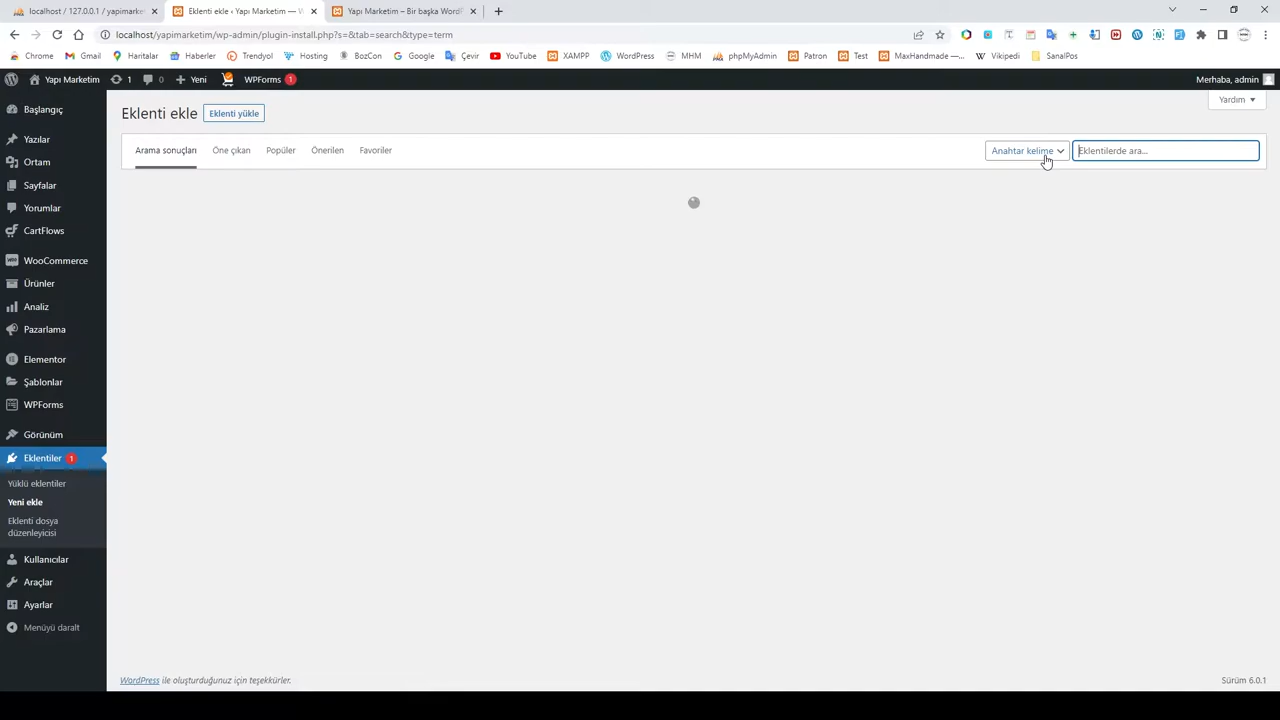 localhost / 127.0.0.1 / yapimarket
Eklenti ekle ‹ Yapı Marketim — W
Yapı Marketim – Bir başka WordP
localhost/yapimarketim/wp-admin/plugin-install.php?s=&tab=search&type=term
Chrome
Gmail
Haritalar
Haberler
Trendyol
Hosting
BozCon
Google
Çevir
YouTube
XAMPP
WordPress
MHM
phpMyAdmin
Patron
Test
MaxHandmade —...
Vikipedi
SanalPos
Yapı Marketim
1
0
Yeni
WPForms 1
Merhaba, admin
Başlangıç
Yazılar
Ortam
Sayfalar
Yorumlar
CartFlows
WooCommerce
Ürünler
Analiz
Pazarlama
Elementor
Şablonlar
WPForms
Görünüm
Eklentiler 1
Yüklü eklentiler
Yeni ekle
Eklenti dosya
düzenleyicisi
Kullanıcılar
Araçlar
Ayarlar
Menüyü daralt
Yardım
Eklenti ekle
Eklenti yükle
Arama sonuçları
Öne çıkan
Popüler
Önerilen
Favoriler
Anahtar kelime
Eklentilerde ara...
WordPress ile oluşturduğunuz için teşekkürler.
Sürüm 6.0.1